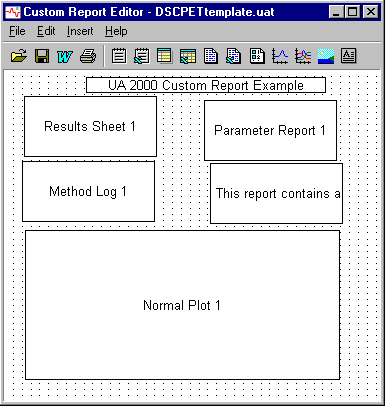 Custom Report Editor - DSCPETtemplate.uat
File Edit Insert Help
UA 2000 Custom Report Example
Results Sheet 1
Parameter Report 1
Method Log 1
This report contains a
Normal Plot 1